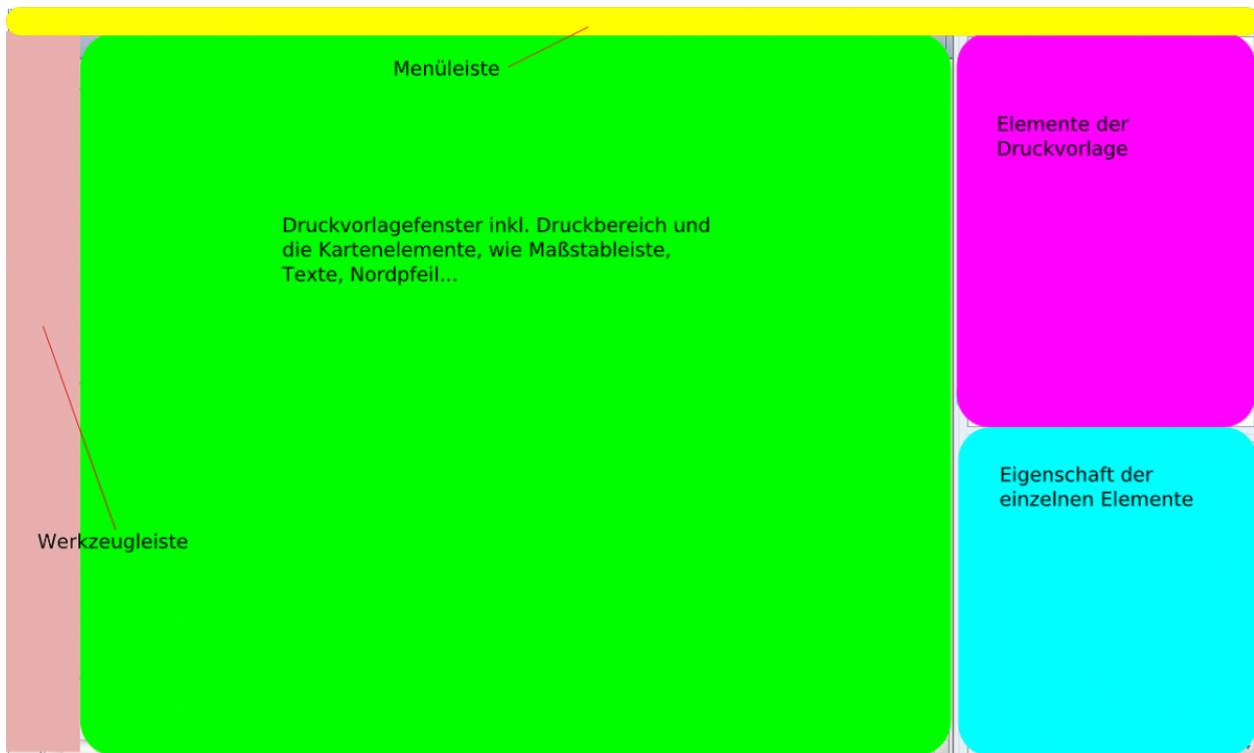 Menüleiste
Elemente der
Druckvorlage
Druckvorlagefenster inkl. Druckbereich und
die Kartenelemente, wie Maßstableiste,
Texte, Nordpfeil...
Eigenschaft der
einzelnen Elemente
Werkzeugleiste